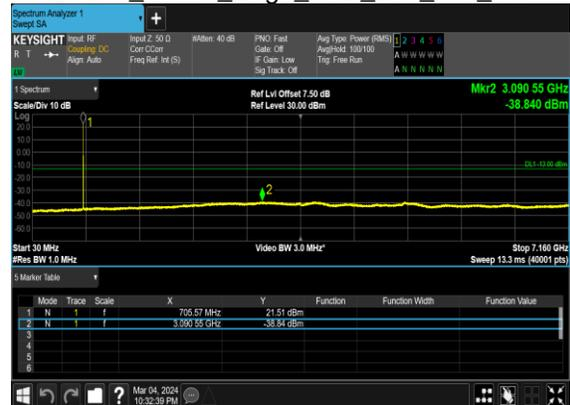 Spectrum Analyzer 1
Swept SA
+
KEYSIGHT Input: RF Input Z: 50 Ω #Atten: 40 dB PNO: Fast Avg Type: Power (RMS) 1 2 3 4 5 6
R T Coupling: DC Corr CCorr Gate: Off Avg|Hold: 100/100 A W W W W W
Align: Auto Freq Ref: Int (S) IF Gain: Low Trig: Free Run
LW Sig Track: Off A N N N N N
1 Spectrum Ref Lvl Offset 7.50 dB Mkr2 3.090 55 GHz
Scale/Div 10 dB Ref Level 30.00 dBm -38.840 dBm
Log
20.0
10.0
0.00
-10.0
-20.0
-30.0
-40.0
-50.0
-60.0
1
DL1 -13.00 dBm
2
Start 30 MHz Video BW 3.0 MHz* Stop 7.160 GHz
#Res BW 1.0 MHz Sweep 13.3 ms (40001 pts)
5 Marker Table
Mode Trace Scale X Y Function Function Width Function Value
1 N 1 f 705.57 MHz 21.51 dBm
2 N 1 f 3.090 55 GHz -38.84 dBm
3
4
5
6
? Mar 04, 2024
10:32:39 PM